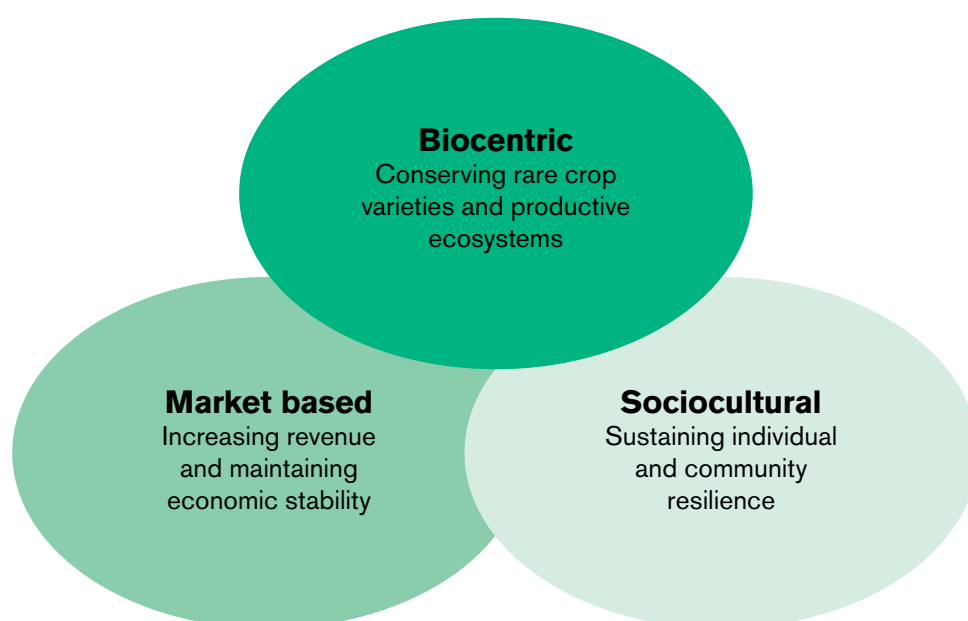 Biocentric
Conserving rare crop
varieties and productive
ecosystems
Market based
Increasing revenue
and maintaining
economic stability
Sociocultural
Sustaining individual
and community
resilience